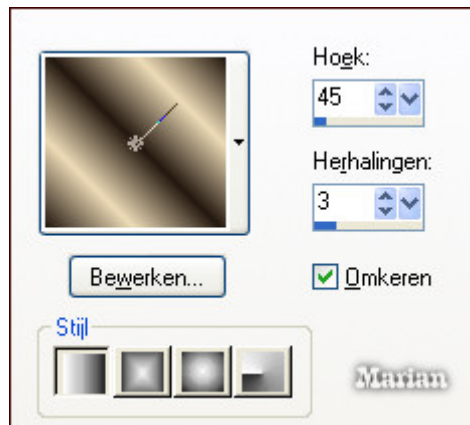 Hoek:
45
Herhalingen:
3
Bewerken...
Omkeren
Stijl
Marian